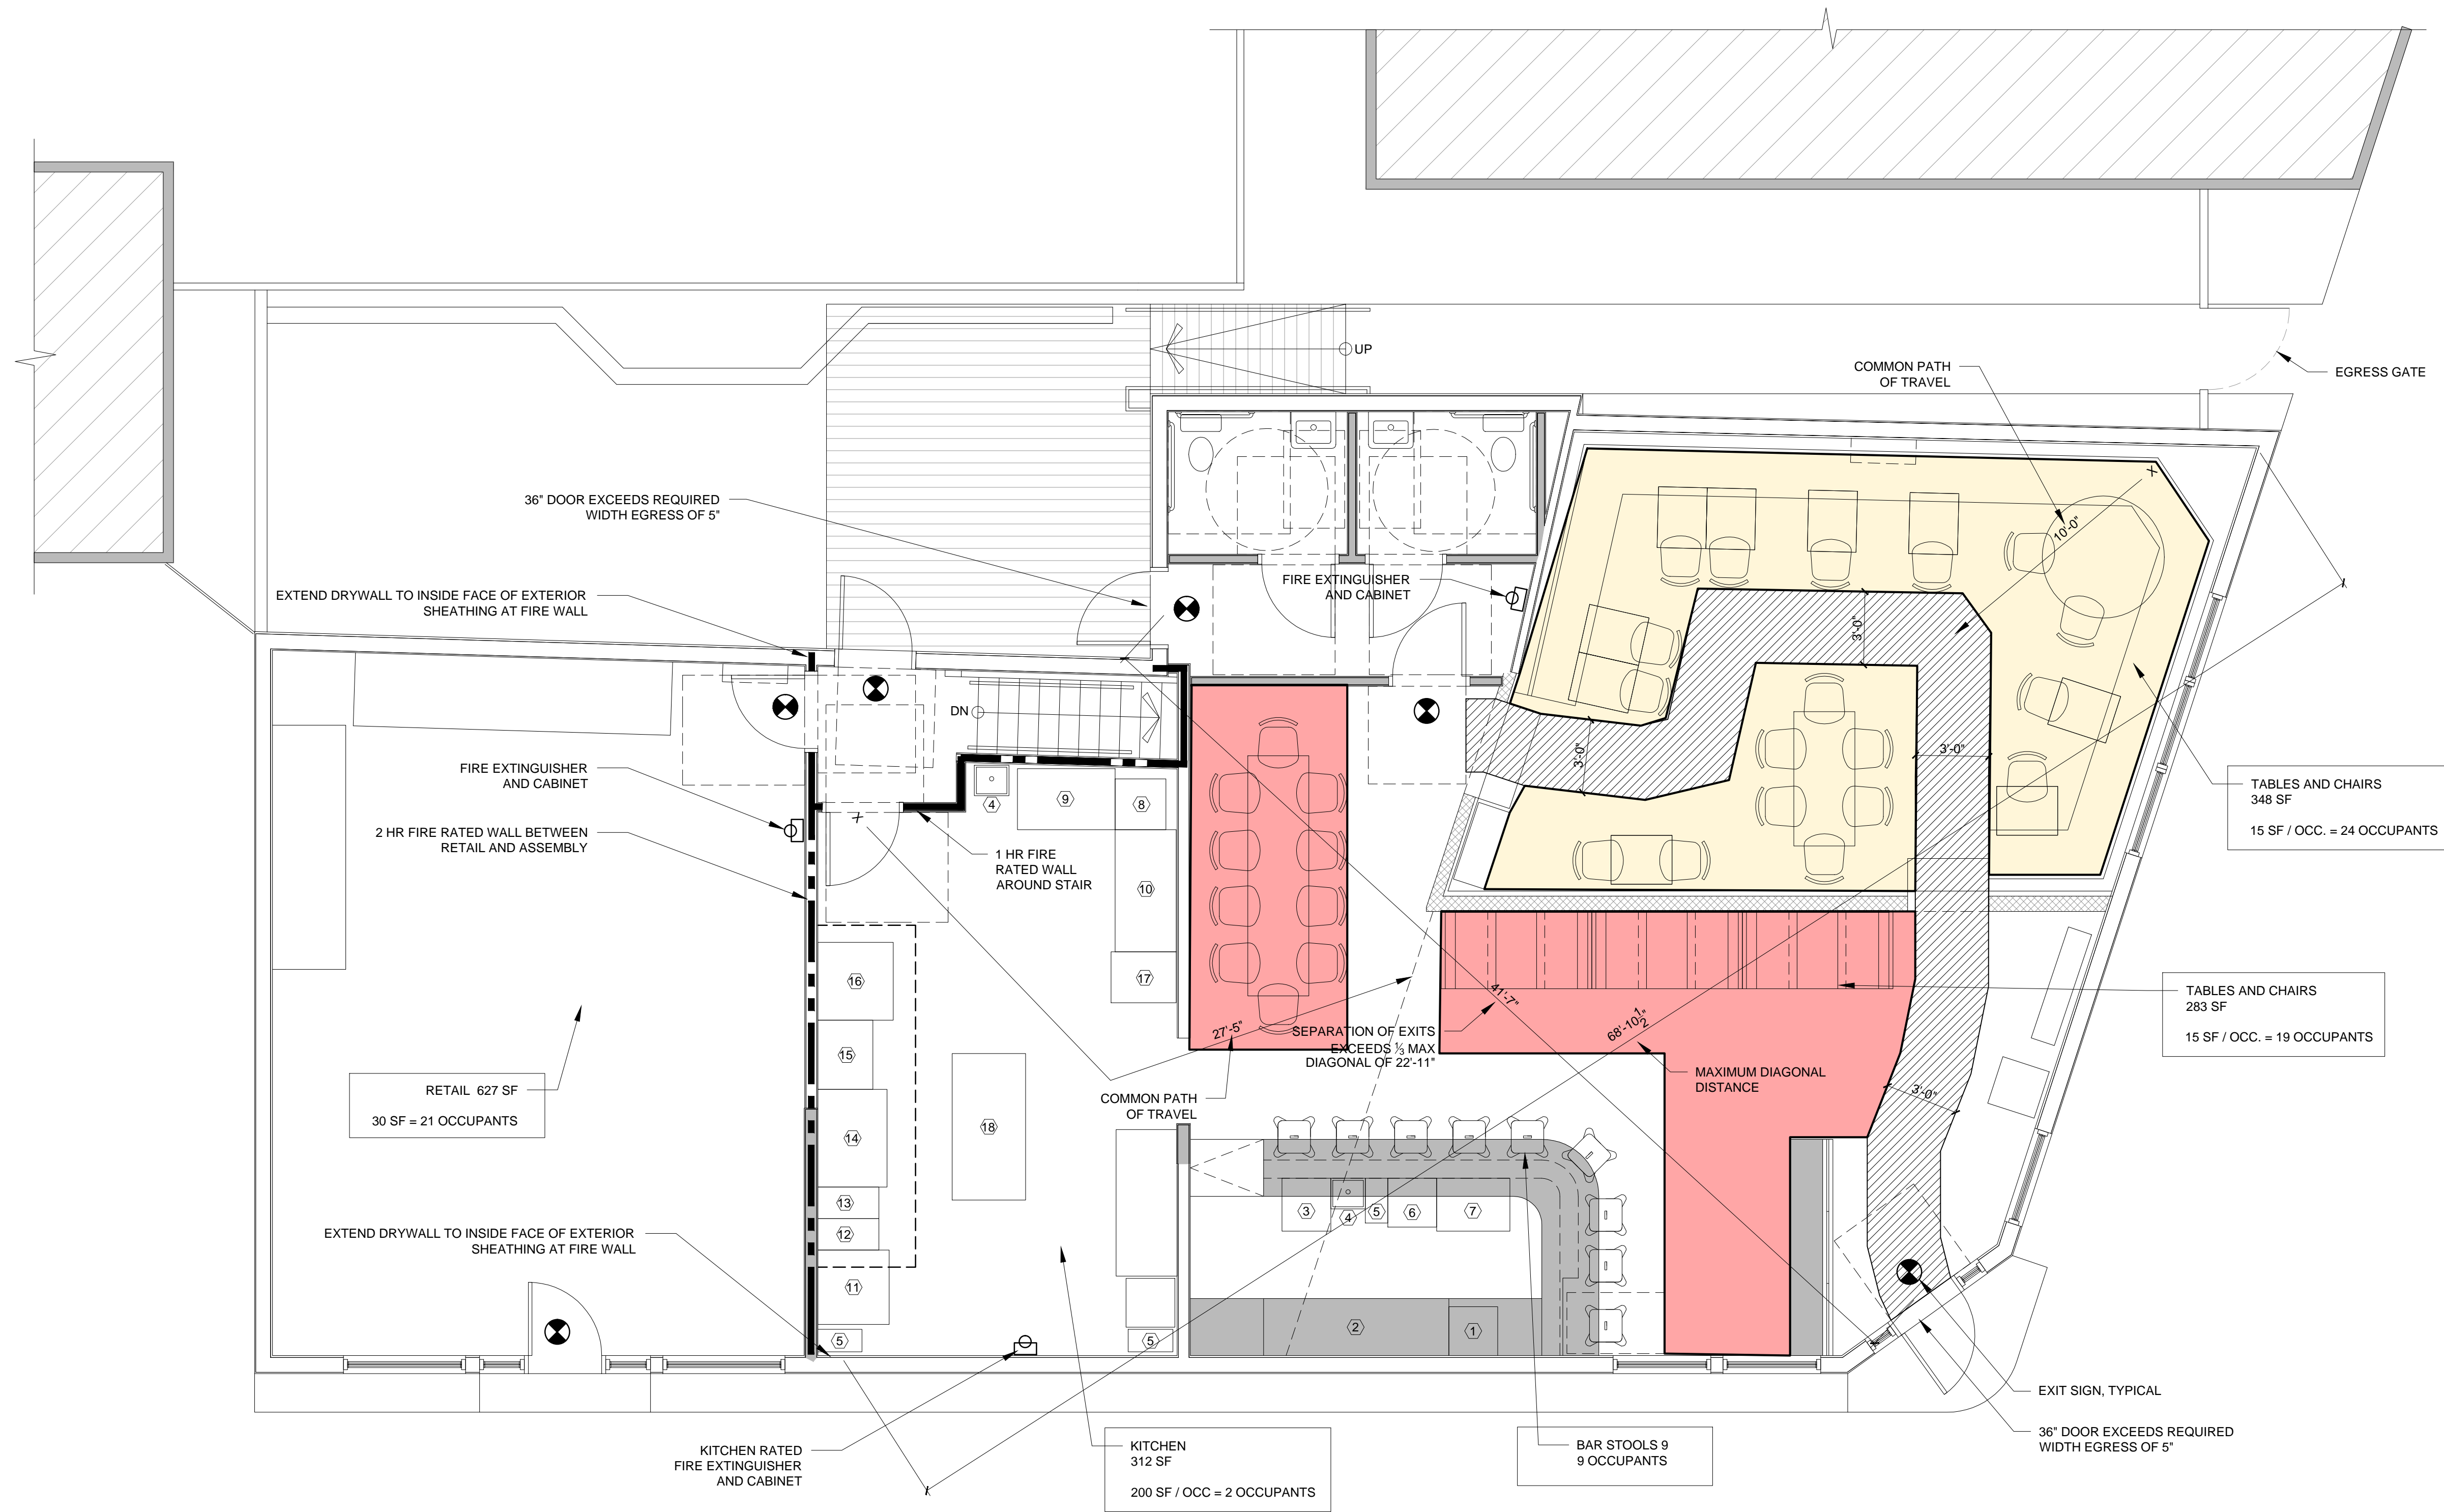 UP
COMMON PATH
OF TRAVEL
EGRESS GATE
36" DOOR EXCEEDS REQUIRED
WIDTH EGRESS OF 5"
10'-0"
EXTEND DRYWALL TO INSIDE FACE OF EXTERIOR
SHEATHING AT FIRE WALL
FIRE EXTINGUISHER
AND CABINET
3'-0"
DN
3'-0"
3'-0"
FIRE EXTINGUISHER
AND CABINET
TABLES AND CHAIRS
348 SF
15 SF / OCC. = 24 OCCUPANTS
4
9
8
2 HR FIRE RATED WALL BETWEEN
RETAIL AND ASSEMBLY
1 HR FIRE
RATED WALL
AROUND STAIR
10
16
17
TABLES AND CHAIRS
283 SF
15 SF / OCC. = 19 OCCUPANTS
41'-7"
68'-10 1/2"
27'-5"
SEPARATION OF EXITS
EXCEEDS ⅓ MAX
DIAGONAL OF 22'-11"
15
MAXIMUM DIAGONAL
DISTANCE
RETAIL 627 SF
30 SF = 21 OCCUPANTS
COMMON PATH
OF TRAVEL
3'-0"
14
18
13
12
3
4
5
6
7
EXTEND DRYWALL TO INSIDE FACE OF EXTERIOR
SHEATHING AT FIRE WALL
11
5
5
2
1
EXIT SIGN, TYPICAL
36" DOOR EXCEEDS REQUIRED
WIDTH EGRESS OF 5"
KITCHEN RATED
FIRE EXTINGUISHER
AND CABINET
KITCHEN
312 SF
200 SF / OCC = 2 OCCUPANTS
BAR STOOLS 9
9 OCCUPANTS